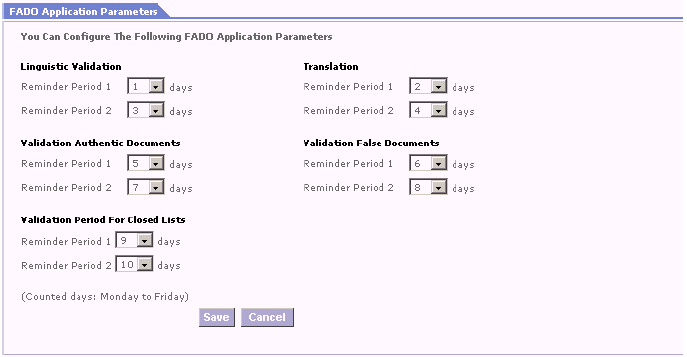 FADO Application Parameters
You Can Configure The Following FADO Application Parameters
Linguistic Validation
Reminder Period 1 1 days
Reminder Period 2 3 days
Translation
Reminder Period 1 2 days
Reminder Period 2 4 days
Validation Authentic Documents
Reminder Period 1 5 days
Reminder Period 2 7 days
Validation False Documents
Reminder Period 1 6 days
Reminder Period 2 8 days
Validation Period For Closed Lists
Reminder Period 1 9 days
Reminder Period 2 10 days
(Counted days: Monday to Friday)
Save Cancel